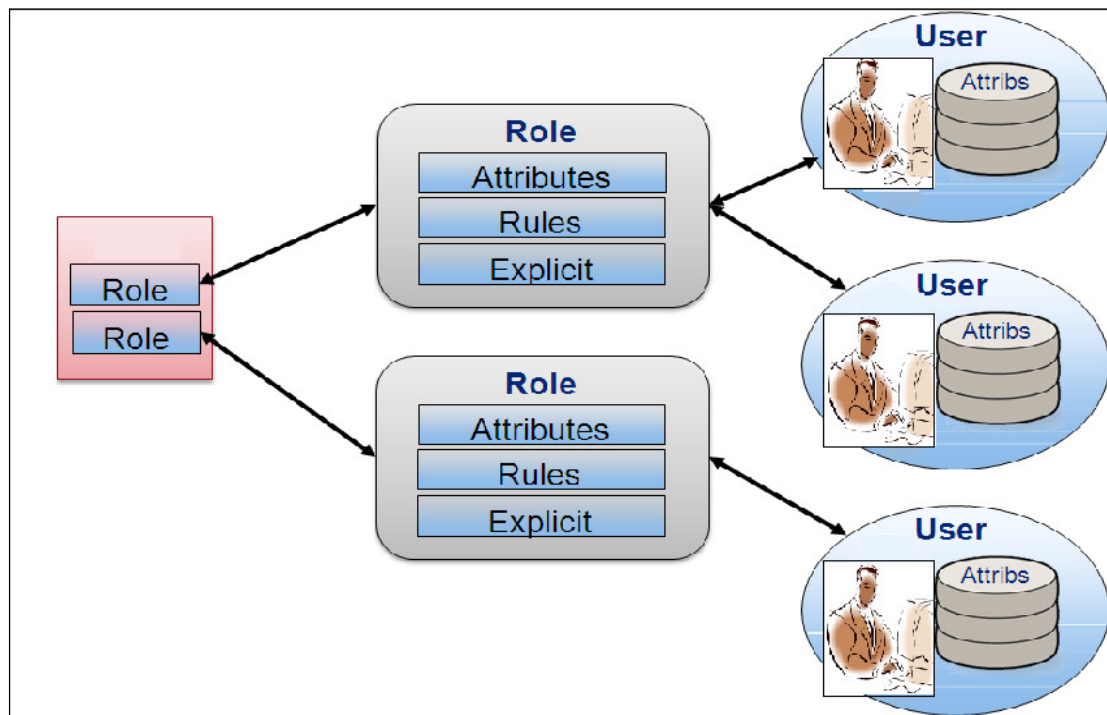 Role
Role
Role
Attributes
Rules
Explicit
Role
Attributes
Rules
Explicit
User
Attribs
User
Attribs
User
Attribs